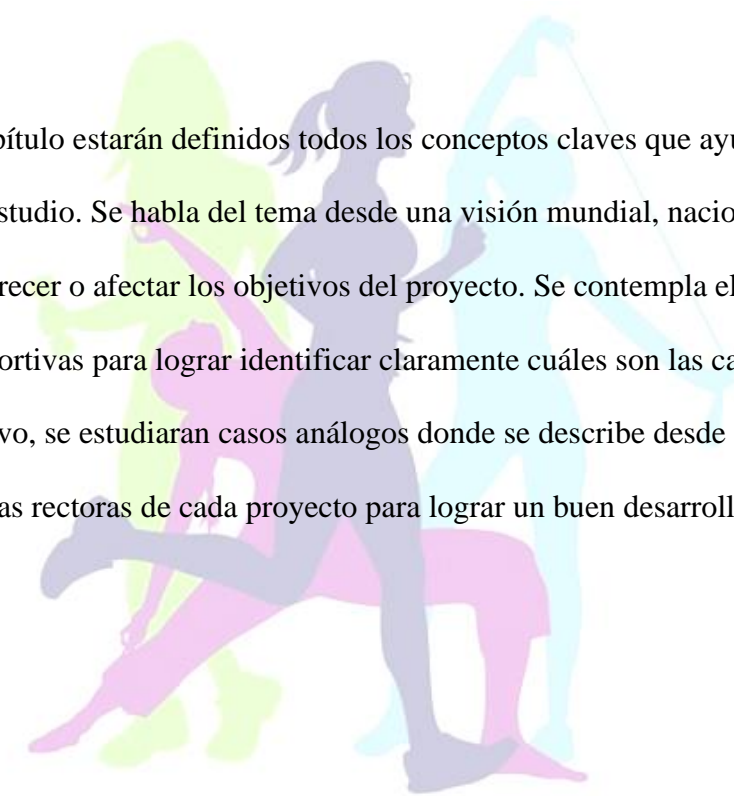 pítulo estarán definidos todos los conceptos claves que ayu
studio. Se habla del tema desde una visión mundial, nacio
recer o afectar los objetivos del proyecto. Se contempla el
ortivas para lograr identificar claramente cuáles son las ca
vo, se estudiaran casos análogos donde se describe desde
as rectoras de cada proyecto para lograr un buen desarroll